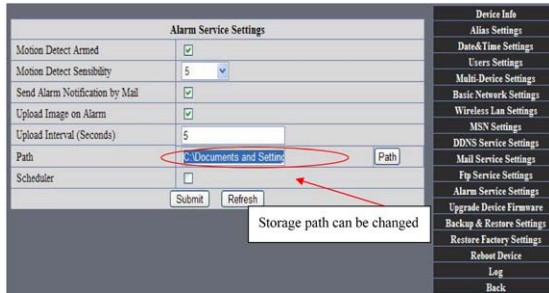 Alarm Service Settings
Motion Detect Armed
Motion Detect Sensibility 5
Send Alarm Notification by Mail
Upload Image on Alarm
Upload Interval (Seconds) 5
Path C:\Documents and Setting Path
Scheduler
Submit Refresh
Storage path can be changed
Device Info
Alias Settings
Date&Time Settings
Users Settings
Multi-Device Settings
Basic Network Settings
Wireless Lan Settings
MSN Settings
DDNS Service Settings
Mail Service Settings
Ftp Service Settings
Alarm Service Settings
Upgrade Device Firmware
Backup & Restore Settings
Restore Factory Settings
Reboot Device
Log
Back